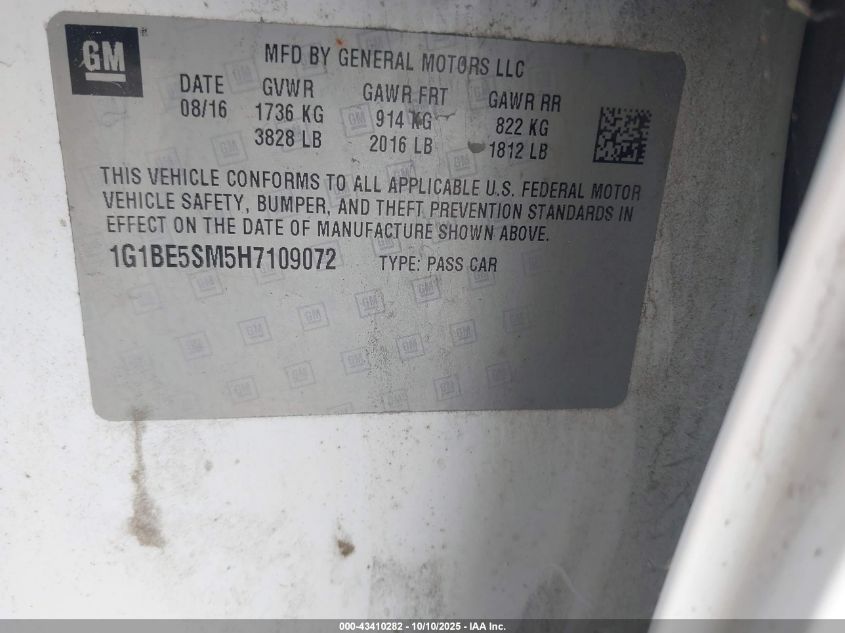 GM
MFD BY GENERAL MOTORS LLC
DATE GVWR GAWR FRT GAWR RR
08/16 1736 KG 914 KG 822 KG
3828 LB 2016 LB 1812 LB
THIS VEHICLE CONFORMS TO ALL APPLICABLE U.S. FEDERAL MOTOR
VEHICLE SAFETY, BUMPER, AND THEFT PREVENTION STANDARDS IN
EFFECT ON THE DATE OF MANUFACTURE SHOWN ABOVE.
1G1BE5SM5H7109072 TYPE: PASS CAR
000-43410282 - 10/10/2025 - IAA Inc.